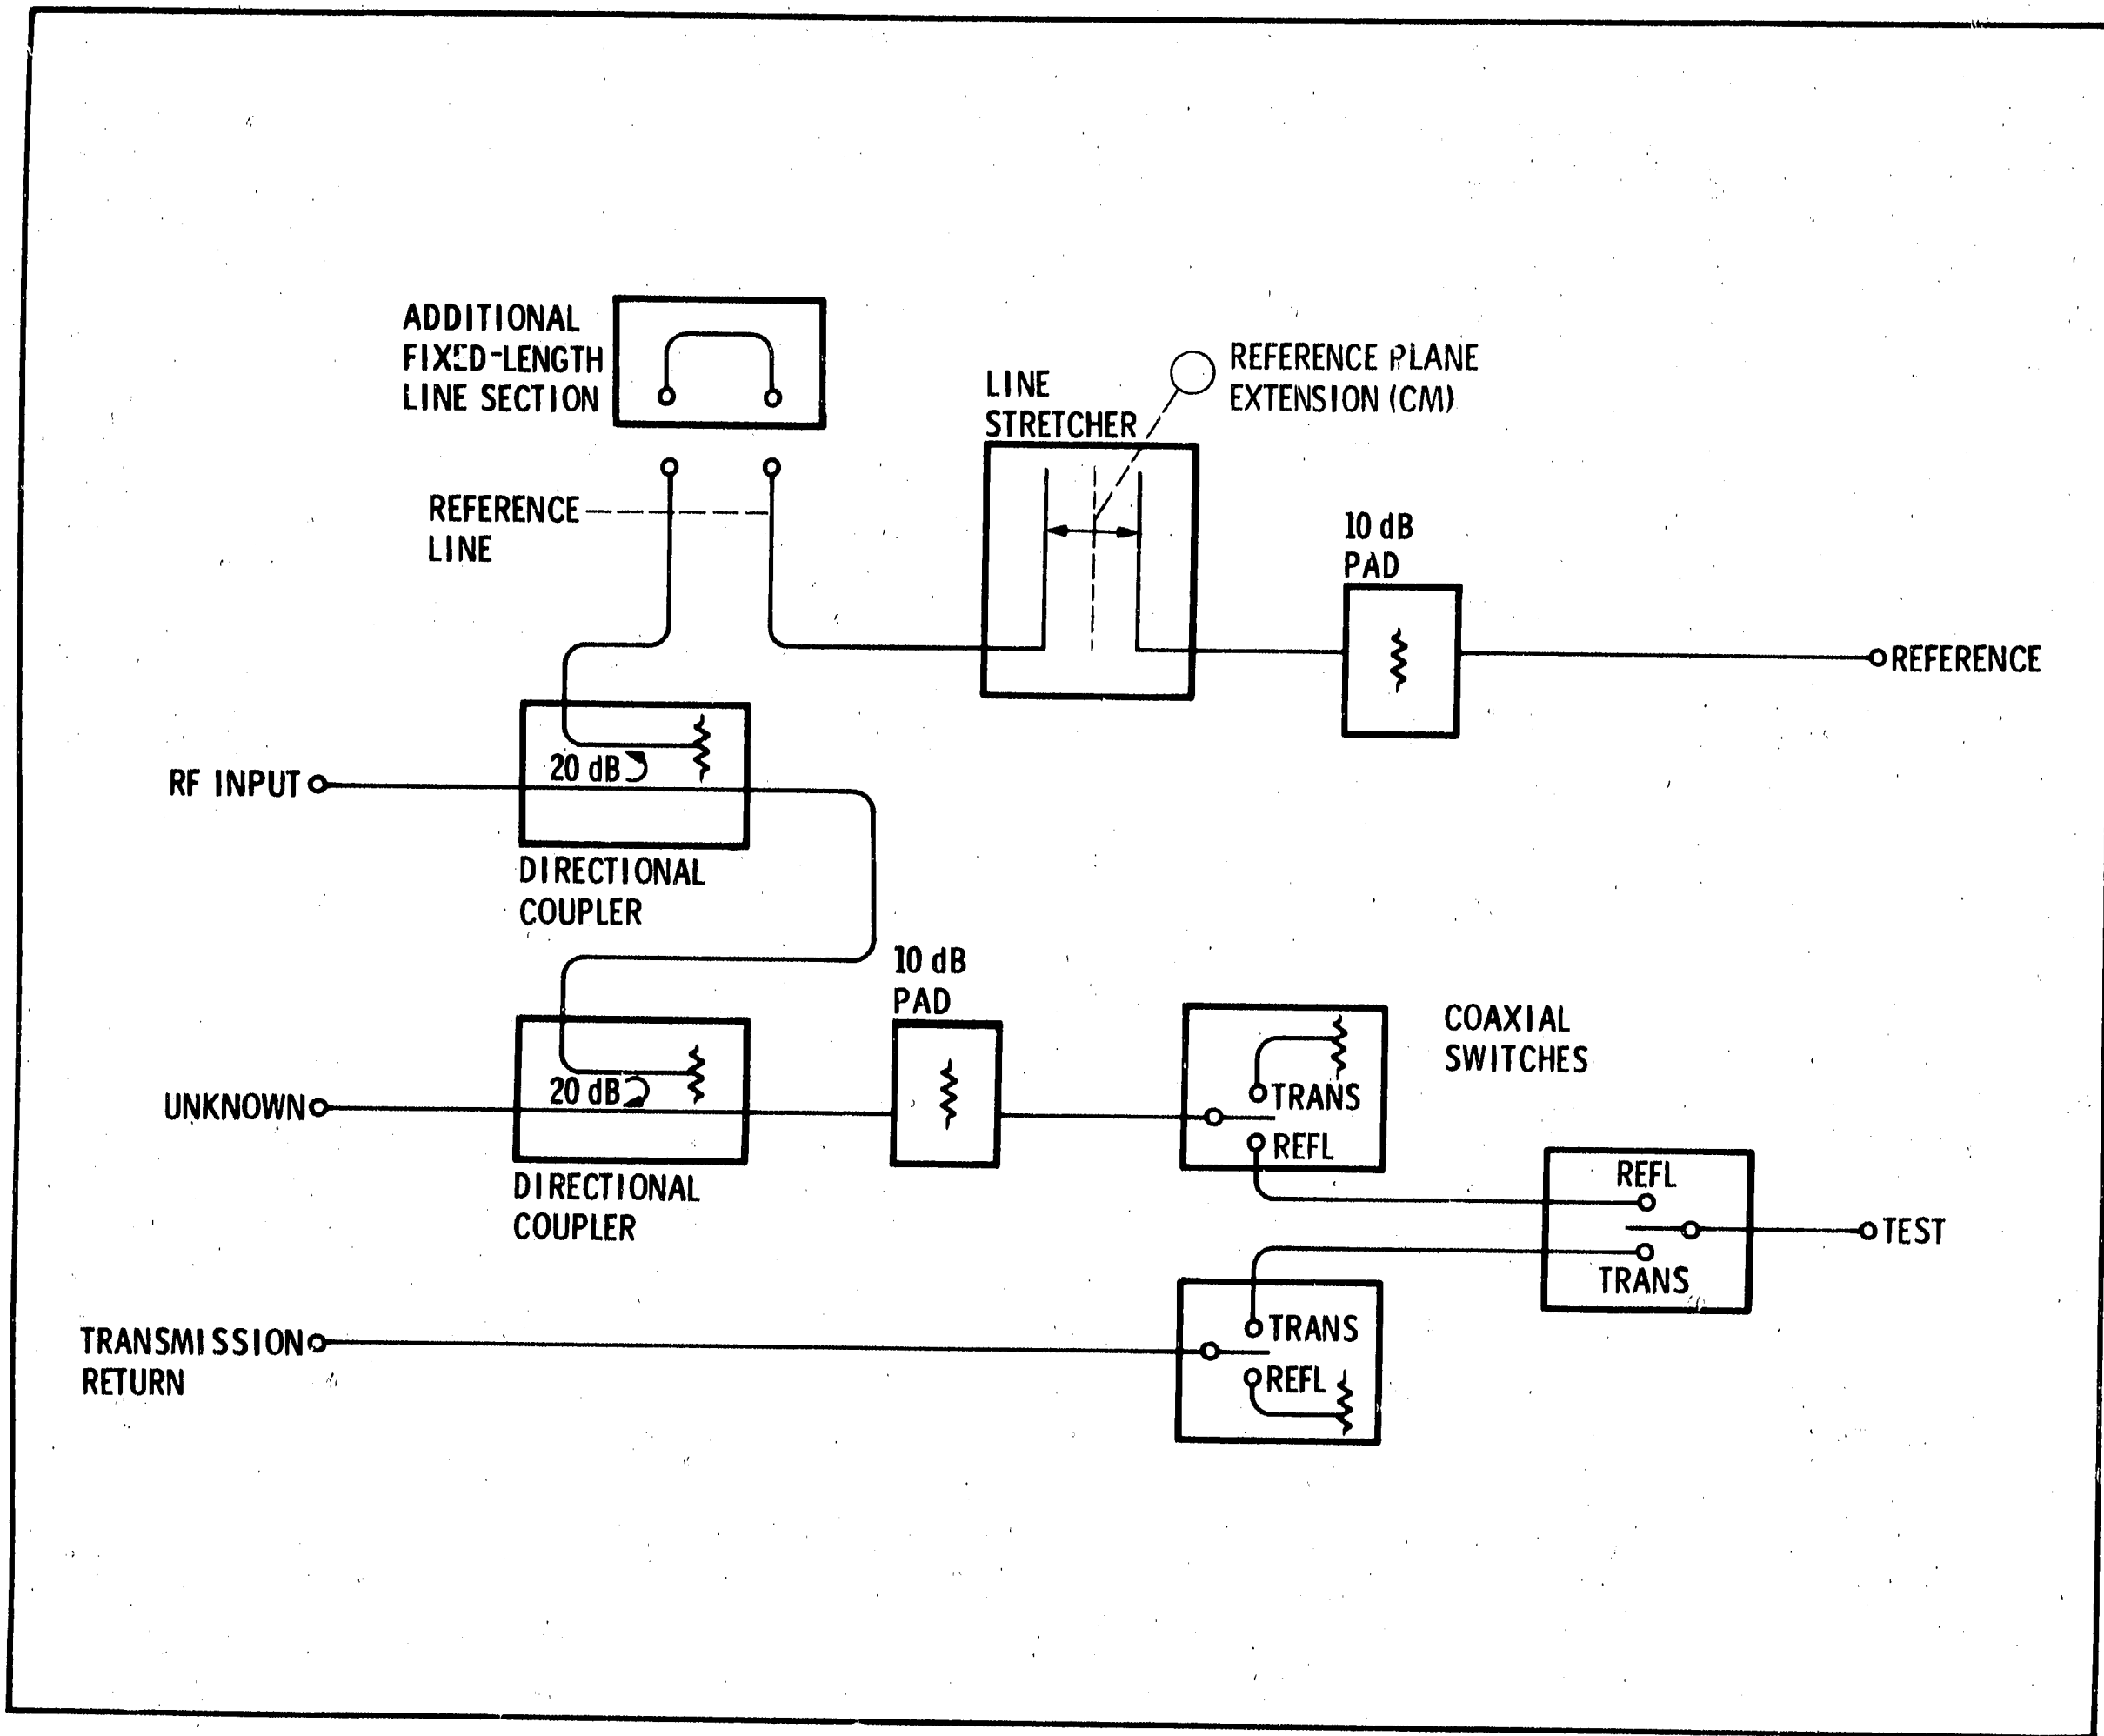 ADDITIONAL
FIXED-LENGTH
LINE SECTION
LINE
STRETCHER
REFERENCE PLANE
EXTENSION (CM)
REFERENCE
LINE
10 dB
PAD
REFERENCE
20 dB
RF INPUT
DIRECTIONAL
COUPLER
10 dB
PAD
COAXIAL
SWITCHES
20 dB
UNKNOWN
TRANS
REFL
DIRECTIONAL
COUPLER
REFL
TEST
TRANS
TRANSMISSION
RETURN
TRANS
REFL